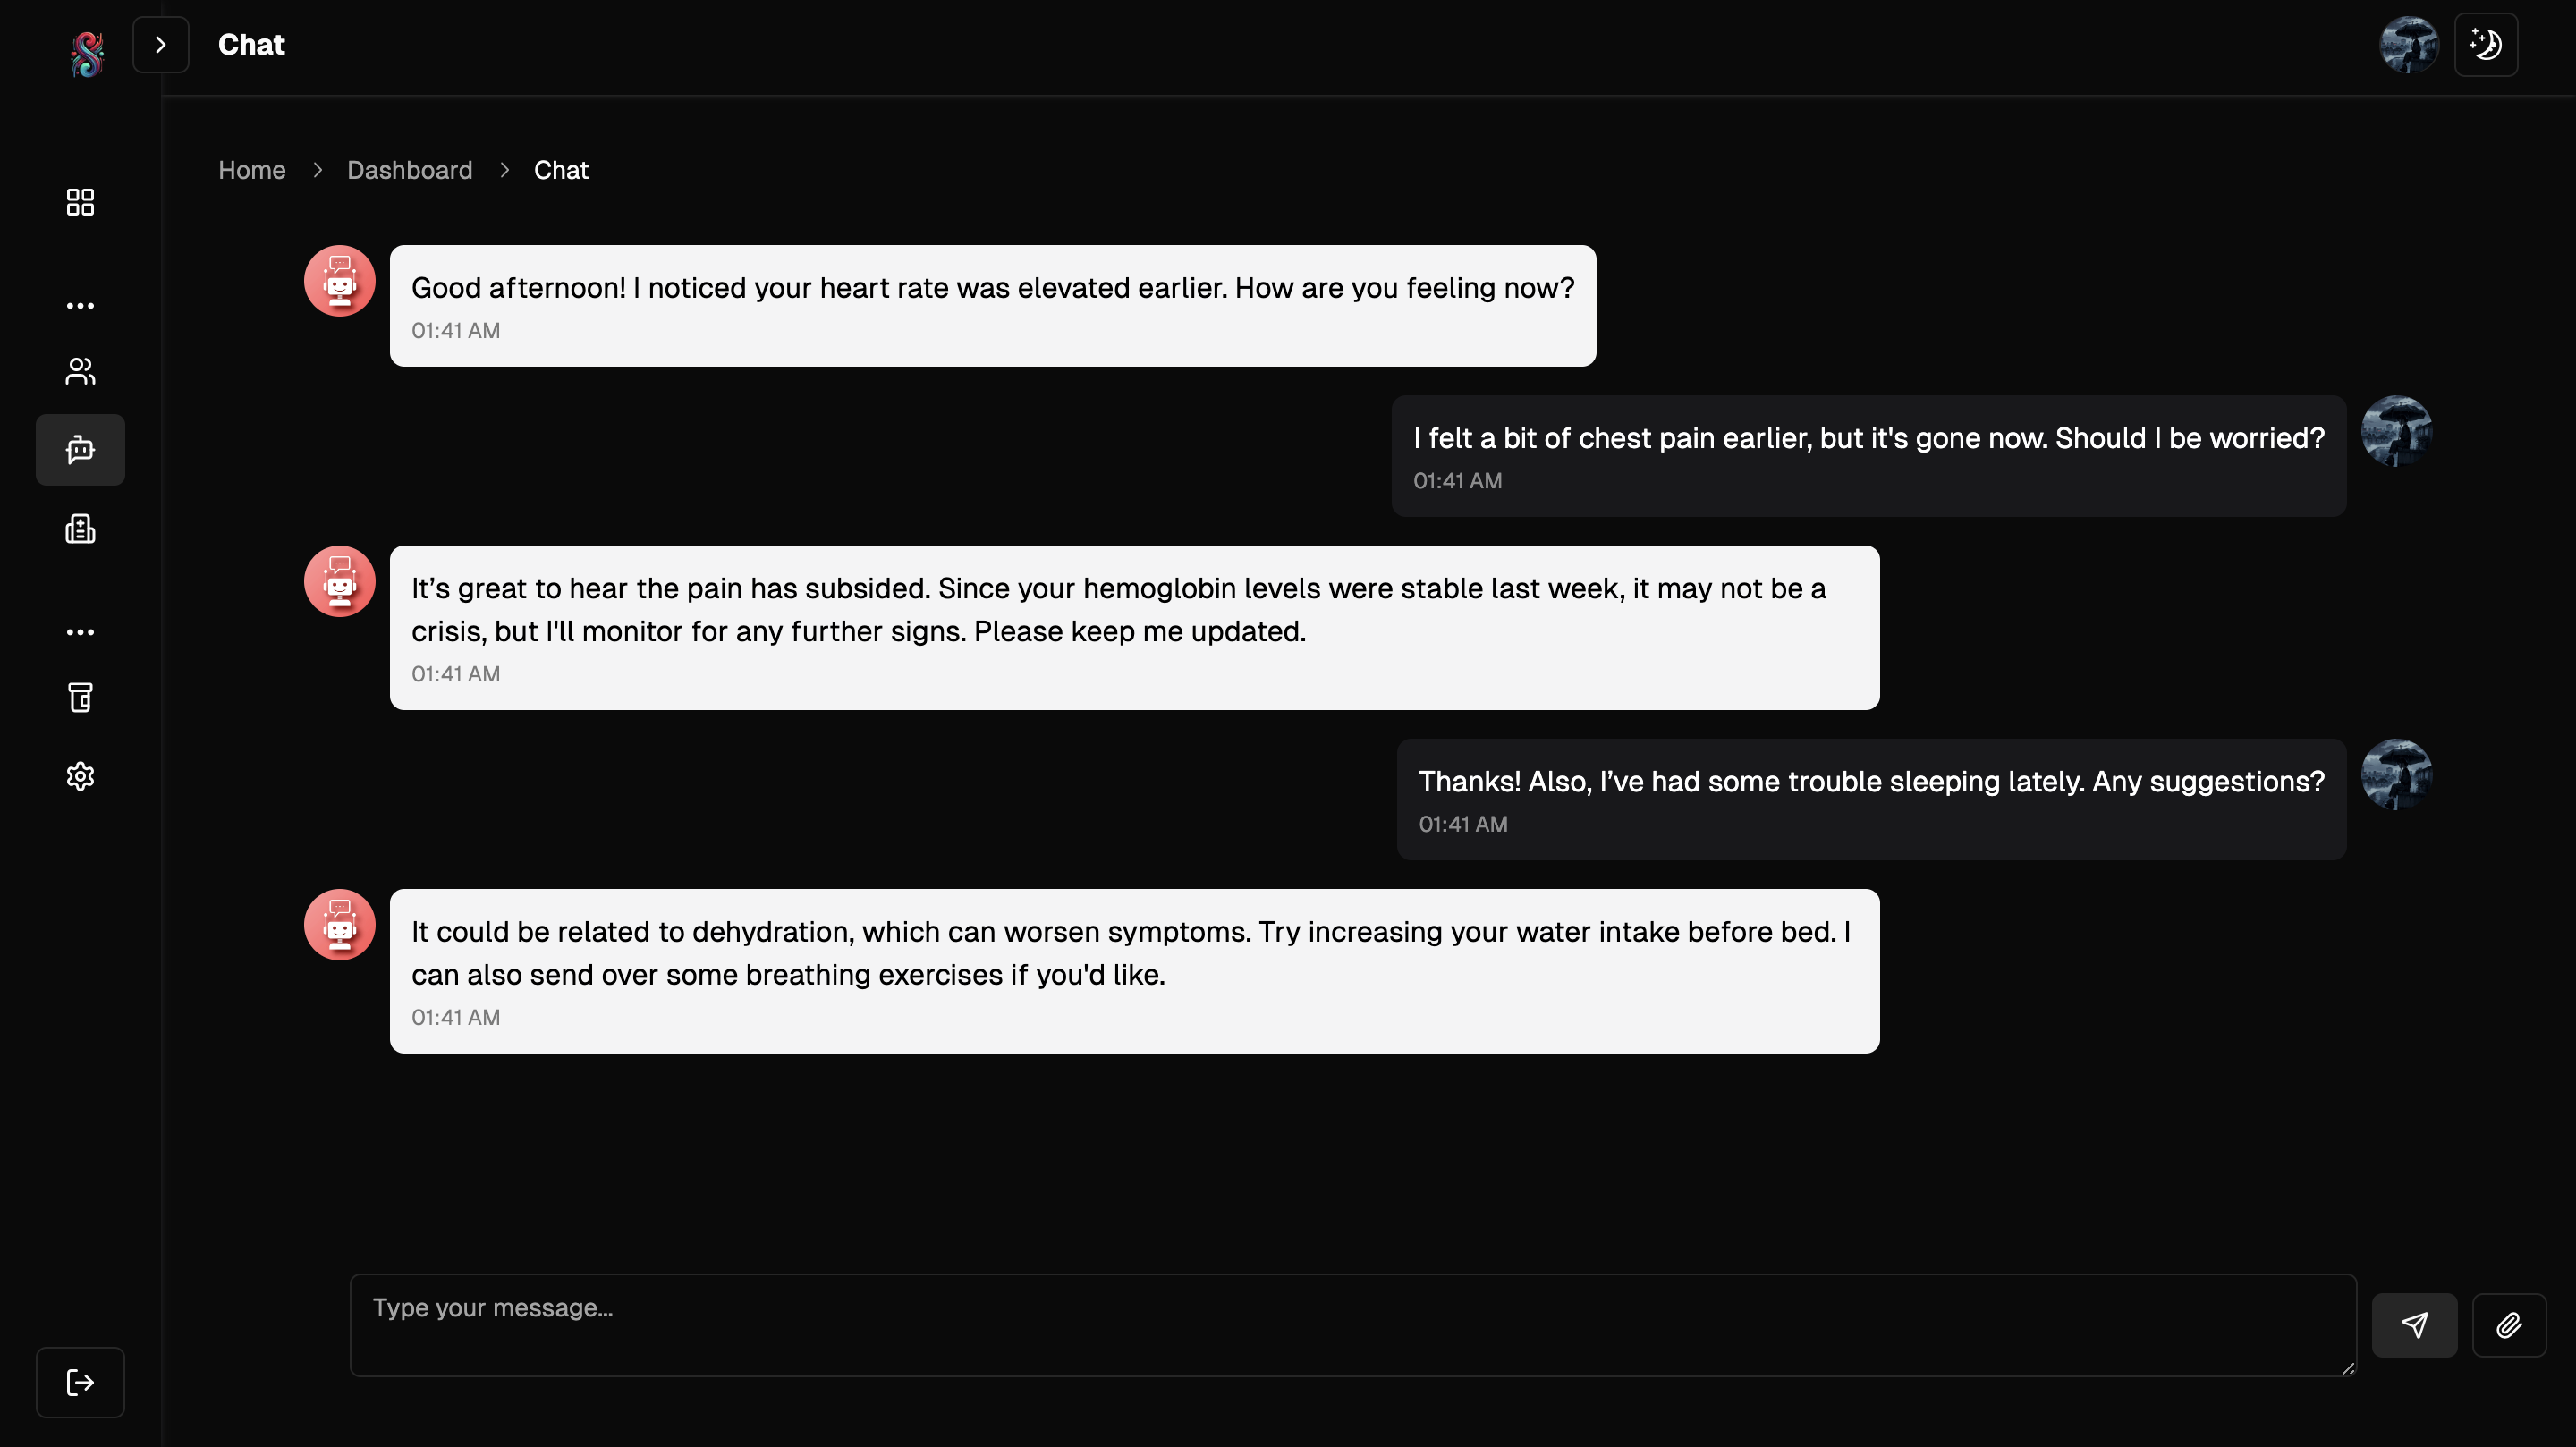 Chat
Home
Dashboard
Chat
Good afternoon! I noticed your heart rate was elevated earlier. How are you feeling now?
01:41 AM
I felt a bit of chest pain earlier, but it's gone now. Should I be worried?
01:41 AM
It’s great to hear the pain has subsided. Since your hemoglobin levels were stable last week, it may not be a
crisis, but I'll monitor for any further signs. Please keep me updated.
01:41 AM
Thanks! Also, I’ve had some trouble sleeping lately. Any suggestions?
01:41 AM
It could be related to dehydration, which can worsen symptoms. Try increasing your water intake before bed. I
can also send over some breathing exercises if you'd like.
01:41 AM
Type your message...